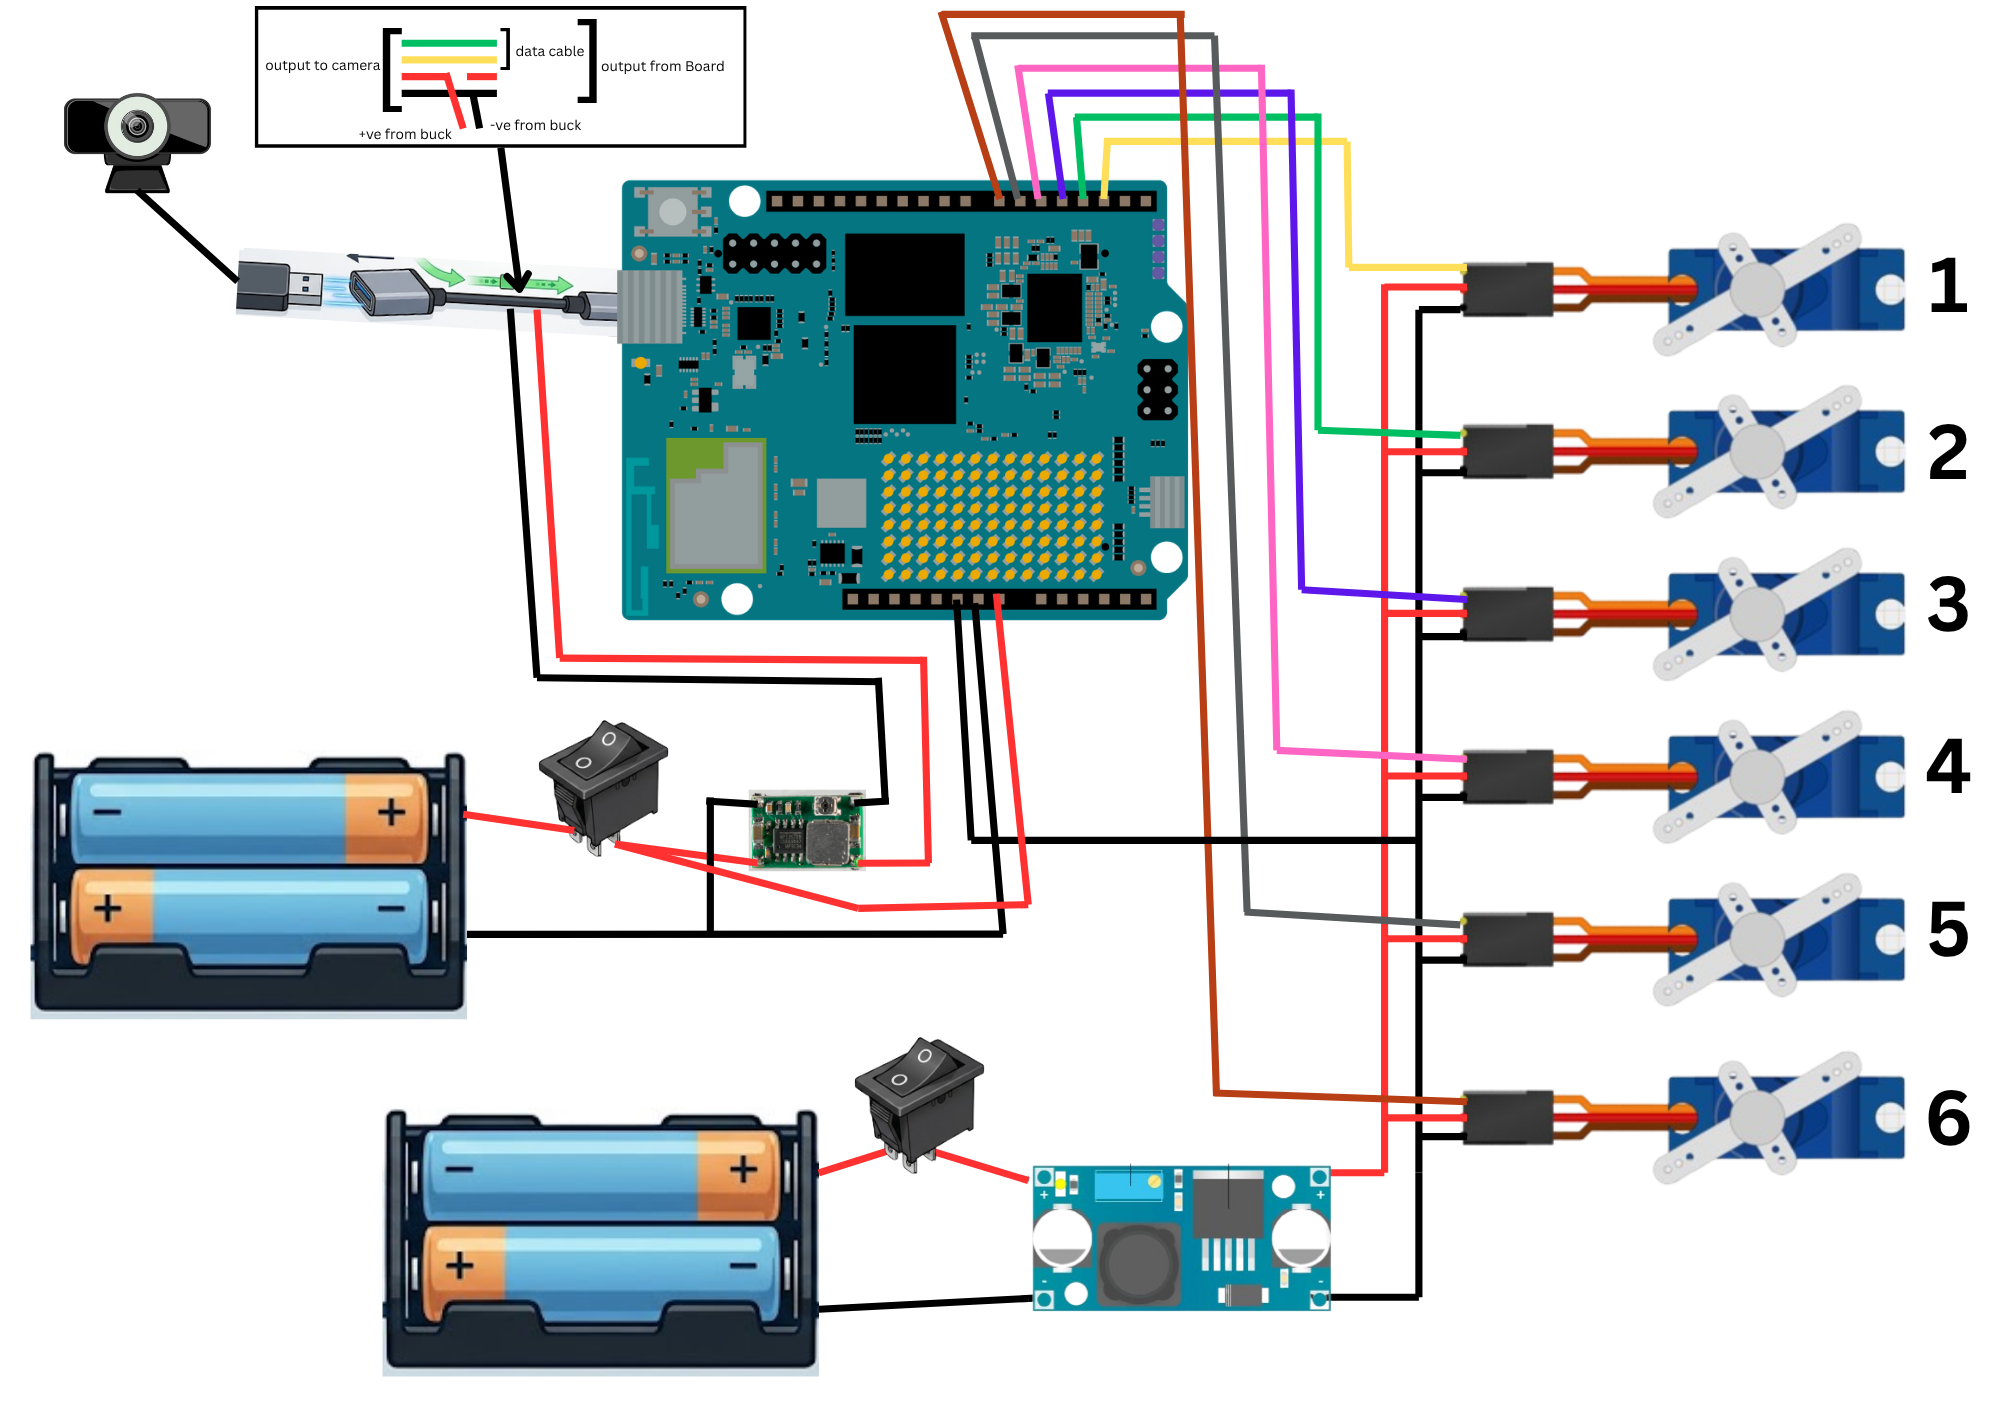 output to camera
data cable
output from Board
+ve from buck
-ve from buck
1
2
3
4
5
6
- +
+ -
- +
+ -
+ +
- -